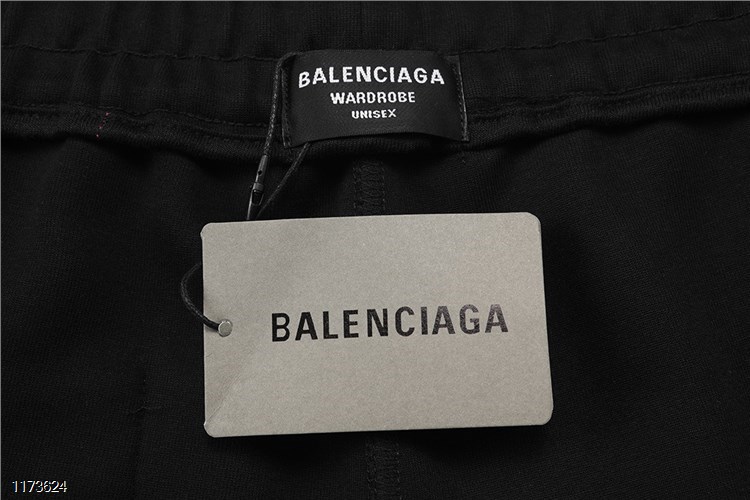 BALENCIAGA
WARDROBE
UNISEX
BALENCIAGA
1173624